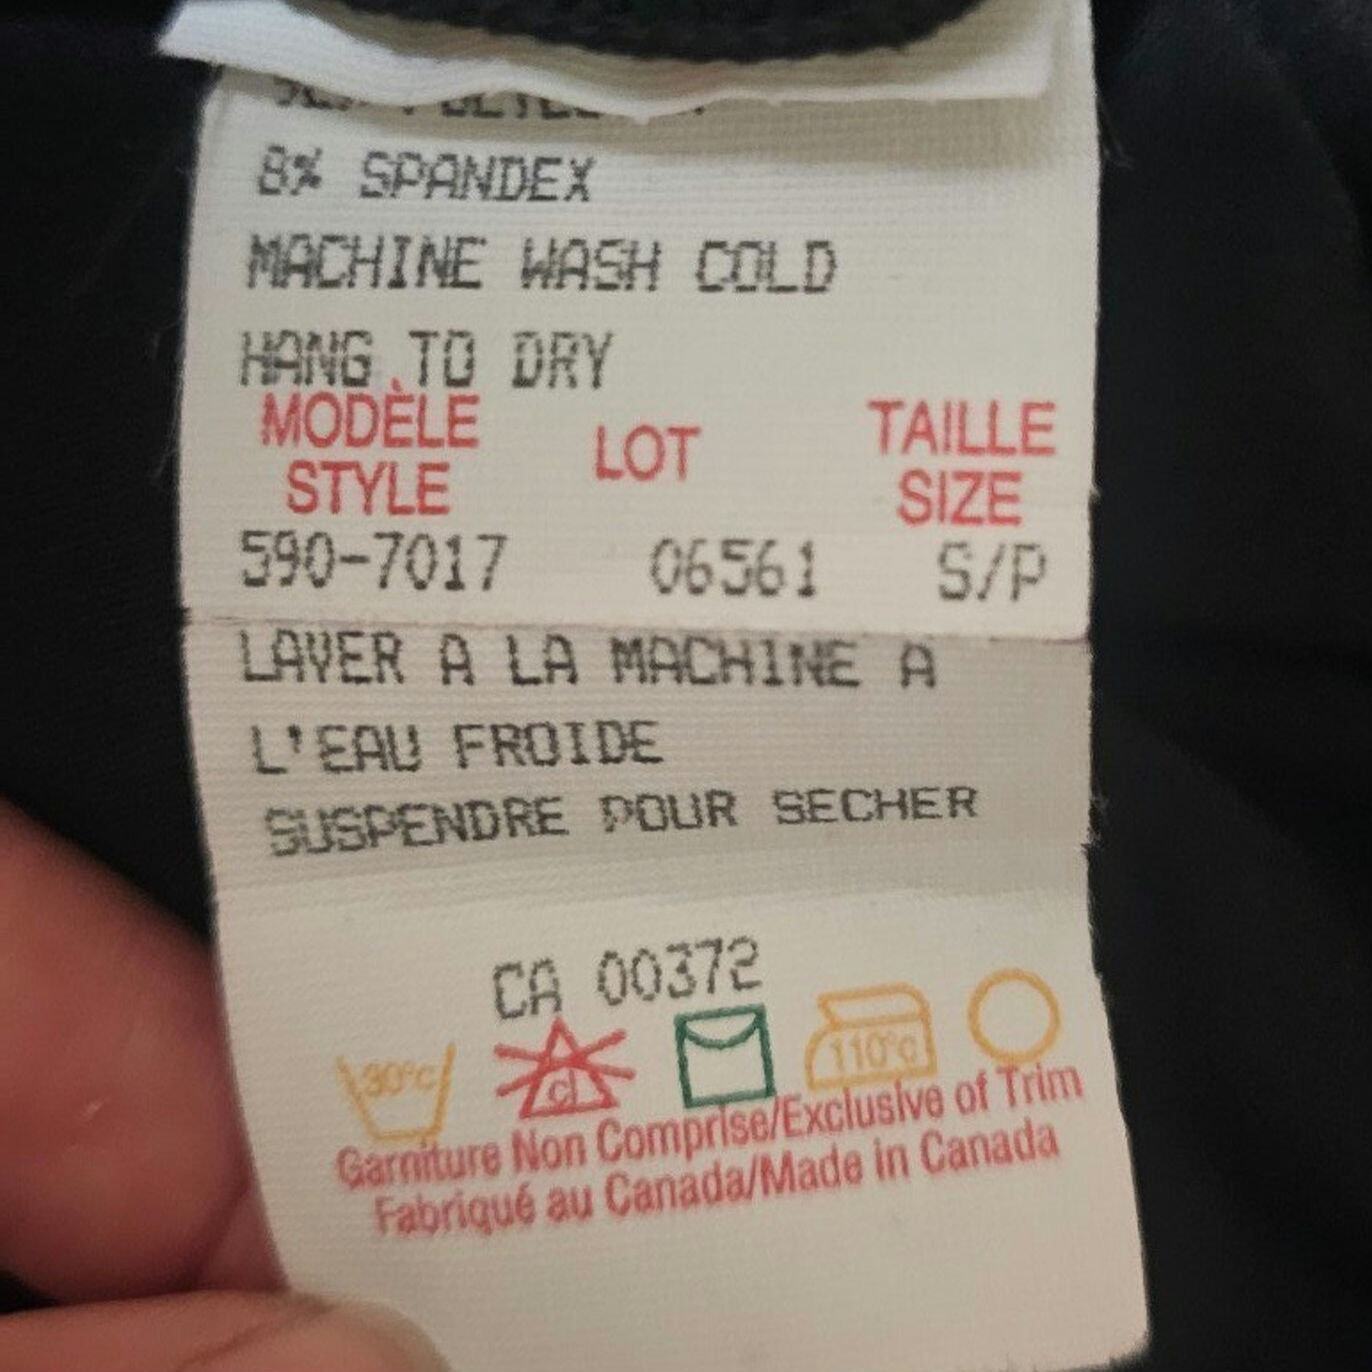 8% SPANDEX
MACHINE WASH COLD
HANG TO DRY
MODÈLE LOT TAILLE
STYLE SIZE
590-7017 06561 S/P
LAVER A LA MACHINE A
L'EAU FROIDE
SUSPENDRE POUR SECHER
CA 00372
30°c cl 110°c
Garniture Non Comprise/Exclusive of Trim
Fabriqué au Canada/Made in Canada